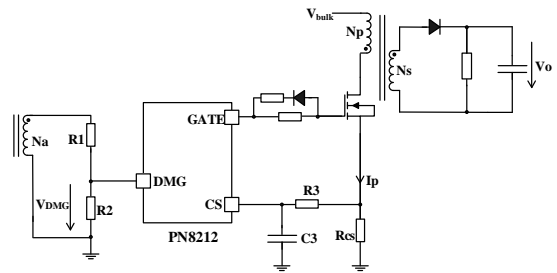 Vbulk
Np
Ns
Vo
GATE
Na
R1
DMG
Ip
VDMG
R2
CS
R3
PN8212
C3
Rcs